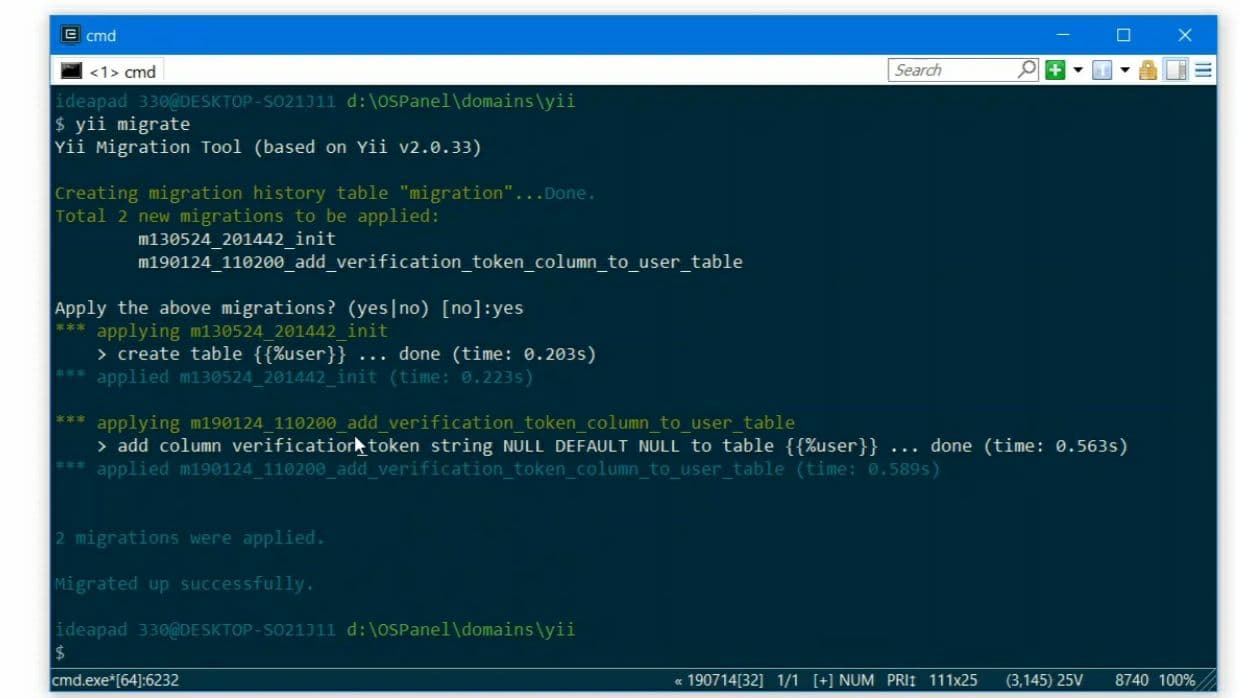 cmd
<1> cmd
Search
ideapad 330@DESKTOP-SO21J11 d:\OSPanel\domains\yii
$ yii migrate
Yii Migration Tool (based on Yii v2.0.33)
Creating migration history table "migration"...Done.
Total 2 new migrations to be applied:
m130524_201442_init
m190124_110200_add_verification_token_column_to_user_table
Apply the above migrations? (yes|no) [no]:yes
*** applying m130524_201442_init
> create table {{%user}} ... done (time: 0.203s)
*** applied m130524_201442_init (time: 0.223s)
*** applying m190124_110200_add_verification_token_column_to_user_table
> add column verification_token string NULL DEFAULT NULL to table {{%user}} ... done (time: 0.563s)
*** applied m190124_110200_add_verification_token_column_to_user_table (time: 0.589s)
2 migrations were applied.
Migrated up successfully.
ideapad 330@DESKTOP-SO21J11 d:\OSPanel\domains\yii
$
cmd.exe*[64]:6232 « 190714[32] 1/1 [+] NUM PRI↕ 111x25 (3,145) 25V 8740 100%